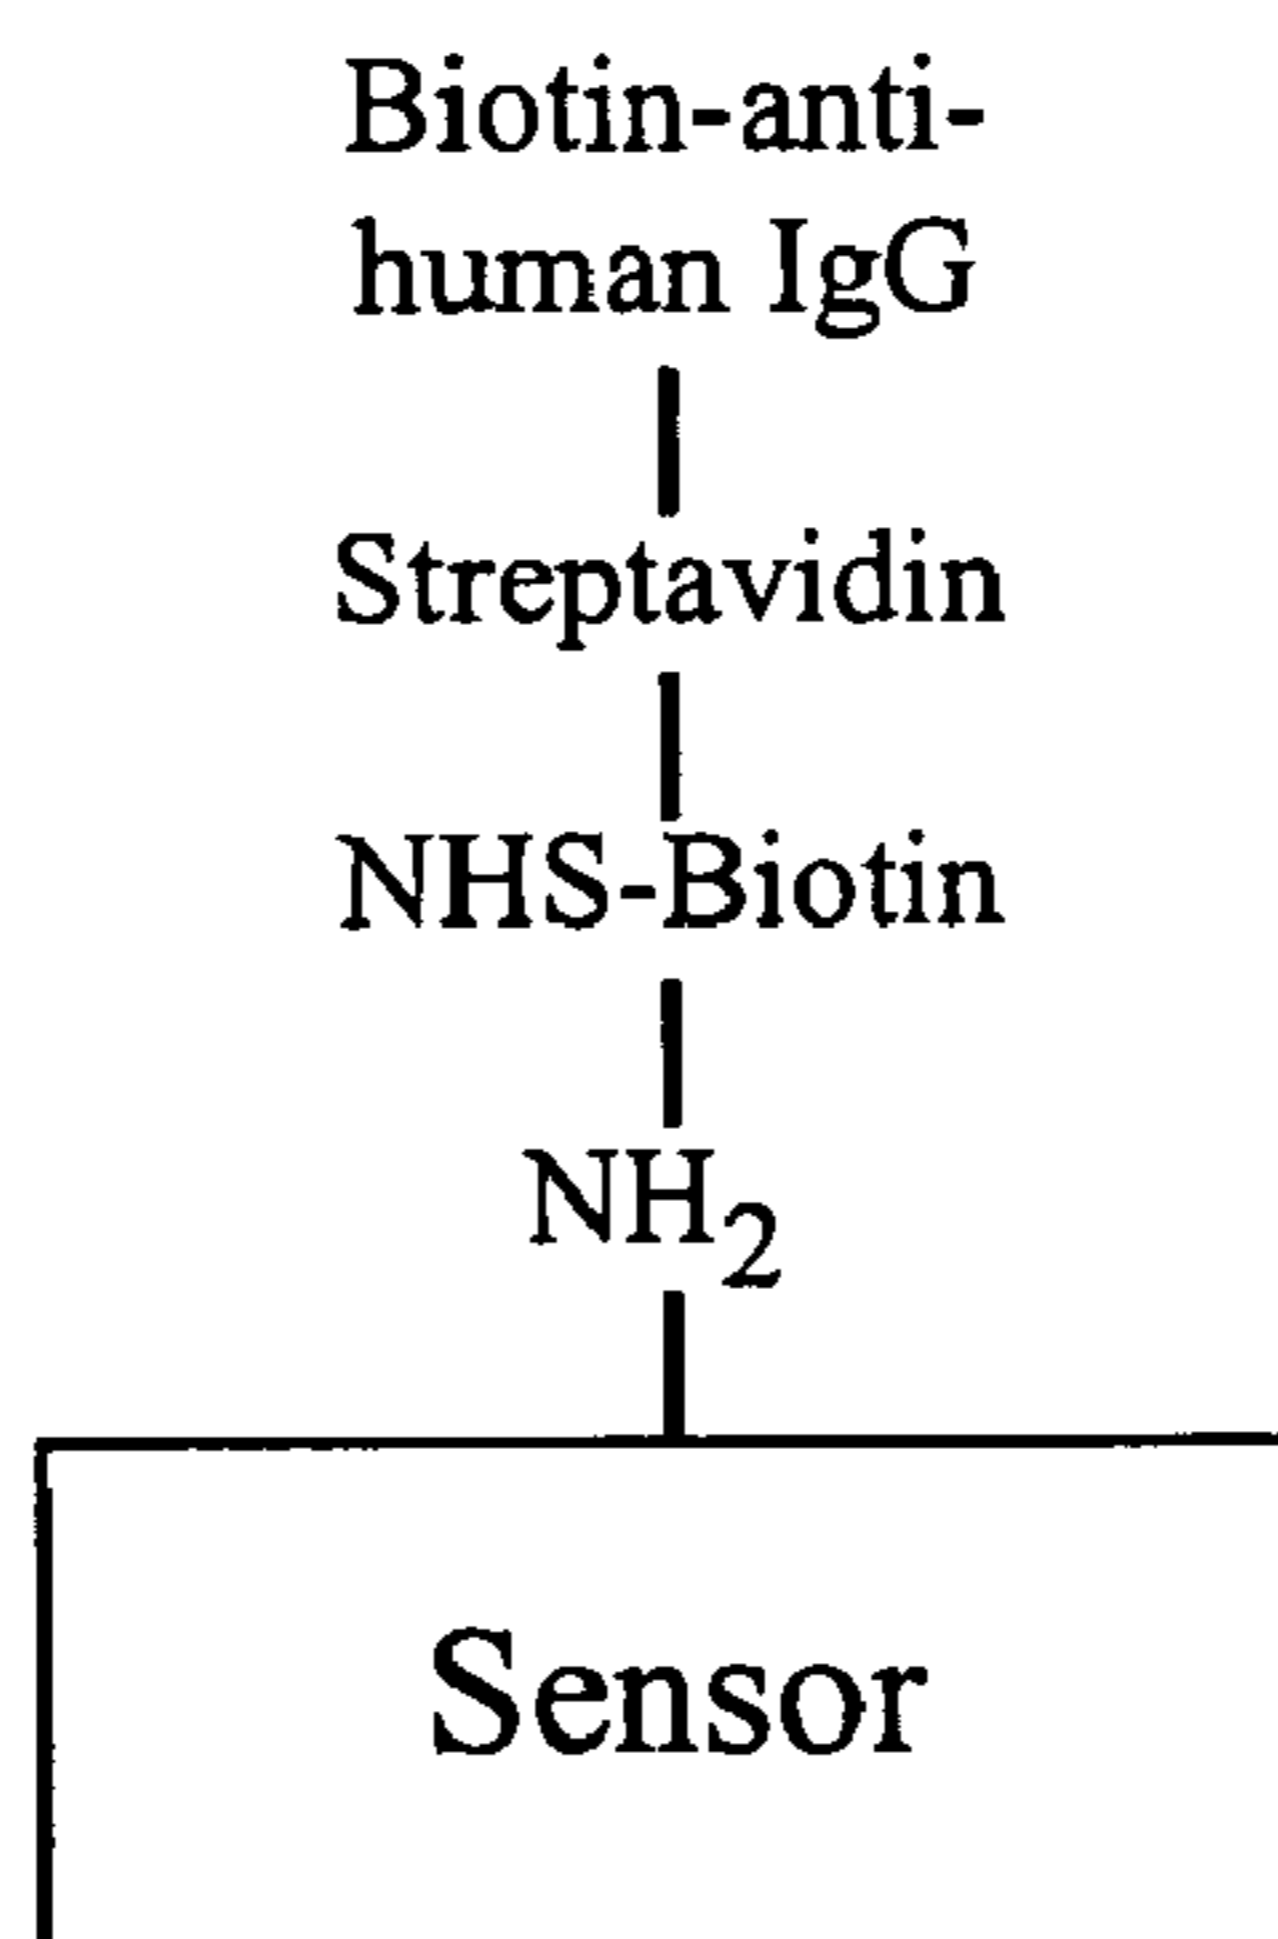 Biotin-anti-
human IgG
Streptavidin
NHS-Biotin
NH₂
Sensor